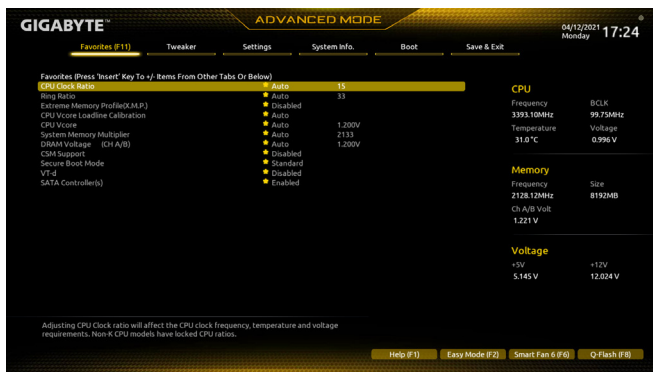 GIGABYTE™
ADVANCED MODE
04/12/2021
Monday
17:24
Favorites (F11) Tweaker Settings System Info. Boot Save & Exit
Favorites (Press 'Insert' Key To +/- Items From Other Tabs Or Below)
CPU Clock Ratio Auto 15
Ring Ratio Auto 33
Extreme Memory Profile(X.M.P.) Disabled
CPU Vcore Loadline Calibration Auto
CPU Vcore Auto 1.200V
System Memory Multiplier Auto 2133
DRAM Voltage (CH A/B) Auto 1.200V
CSM Support Disabled
Secure Boot Mode Standard
VT-d Disabled
SATA Controller(s) Enabled
CPU
Frequency BCLK
3393.10MHz 99.75MHz
Temperature Voltage
31.0 °C 0.996 V
Memory
Frequency Size
2128.12MHz 8192MB
Ch A/B Volt
1.221 V
Voltage
+5V +12V
5.145 V 12.024 V
Adjusting CPU Clock ratio will affect the CPU clock frequency, temperature and voltage
requirements. Non-K CPU models have locked CPU ratios.
Help (F1) Easy Mode (F2) Smart Fan 6 (F6) Q-Flash (F8)